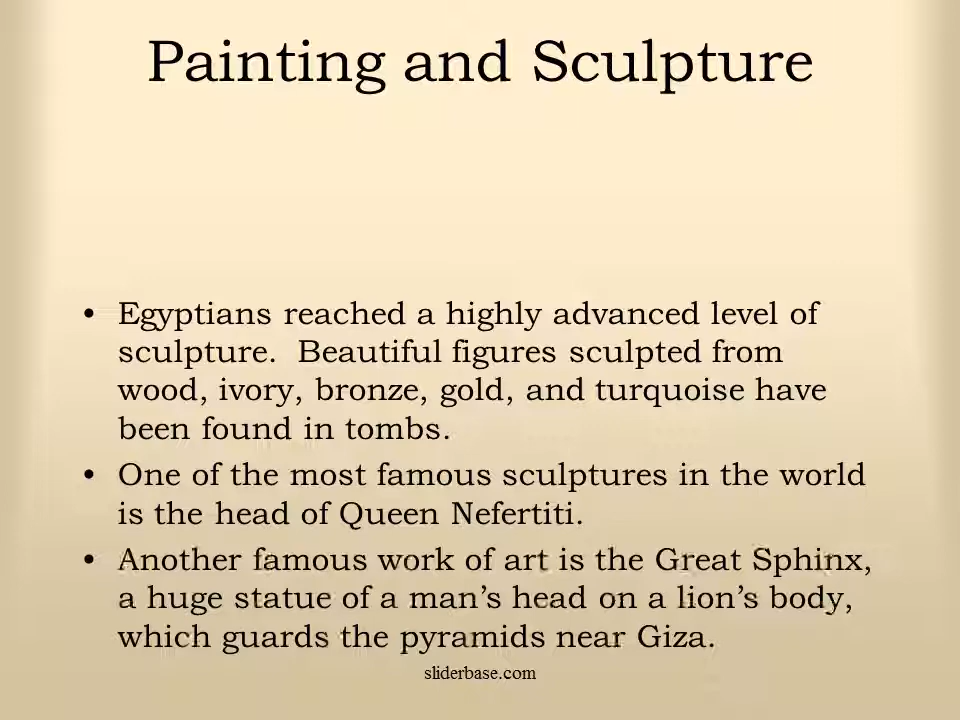 Painting and Sculpture
• Egyptians reached a highly advanced level of
sculpture.  Beautiful figures sculpted from
wood, ivory, bronze, gold, and turquoise have
been found in tombs.
• One of the most famous sculptures in the world
is the head of Queen Nefertiti.
• Another famous work of art is the Great Sphinx,
a huge statue of a man’s head on a lion’s body,
which guards the pyramids near Giza.
sliderbase.com